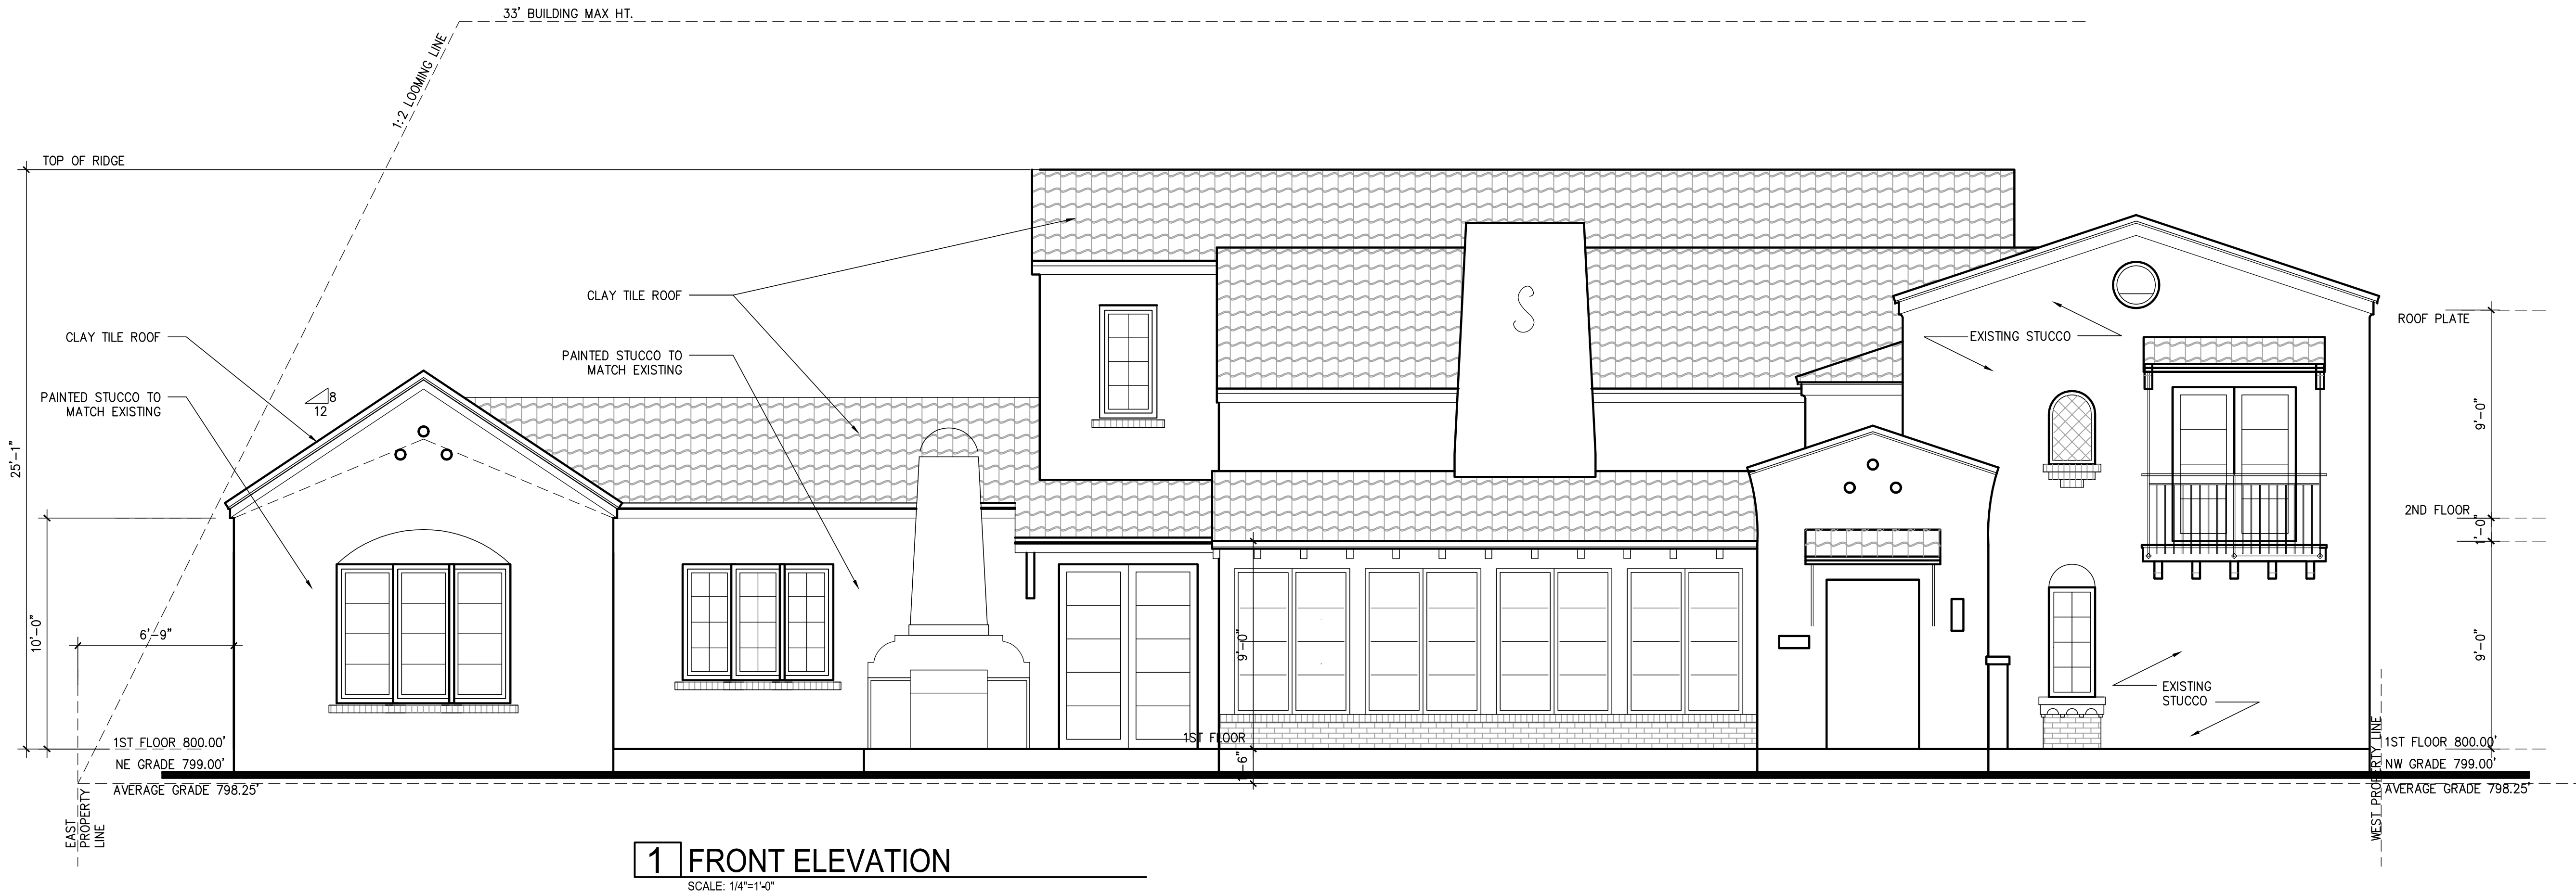 33' BUILDING MAX HT.
1:2 LOOMING LINE
TOP OF RIDGE
CLAY TILE ROOF
S
ROOF PLATE
CLAY TILE ROOF
EXISTING STUCCO
PAINTED STUCCO TO
MATCH EXISTING
8
12
PAINTED STUCCO TO
MATCH EXISTING
9'-0"
25'-1"
2ND FLOOR
1'-0"
10'-0"
6'-9"
9'-0"
9'-0"
EXISTING
STUCCO
1ST FLOOR 800.00'
1ST FLOOR
1ST FLOOR 800.00'
NE GRADE 799.00'
-6"
NW GRADE 799.00'
AVERAGE GRADE 798.25'
AVERAGE GRADE 798.25'
EAST
PROPERTY
LINE
WEST PROPERTY LINE
1 FRONT ELEVATION
SCALE: 1/4"=1'-0"